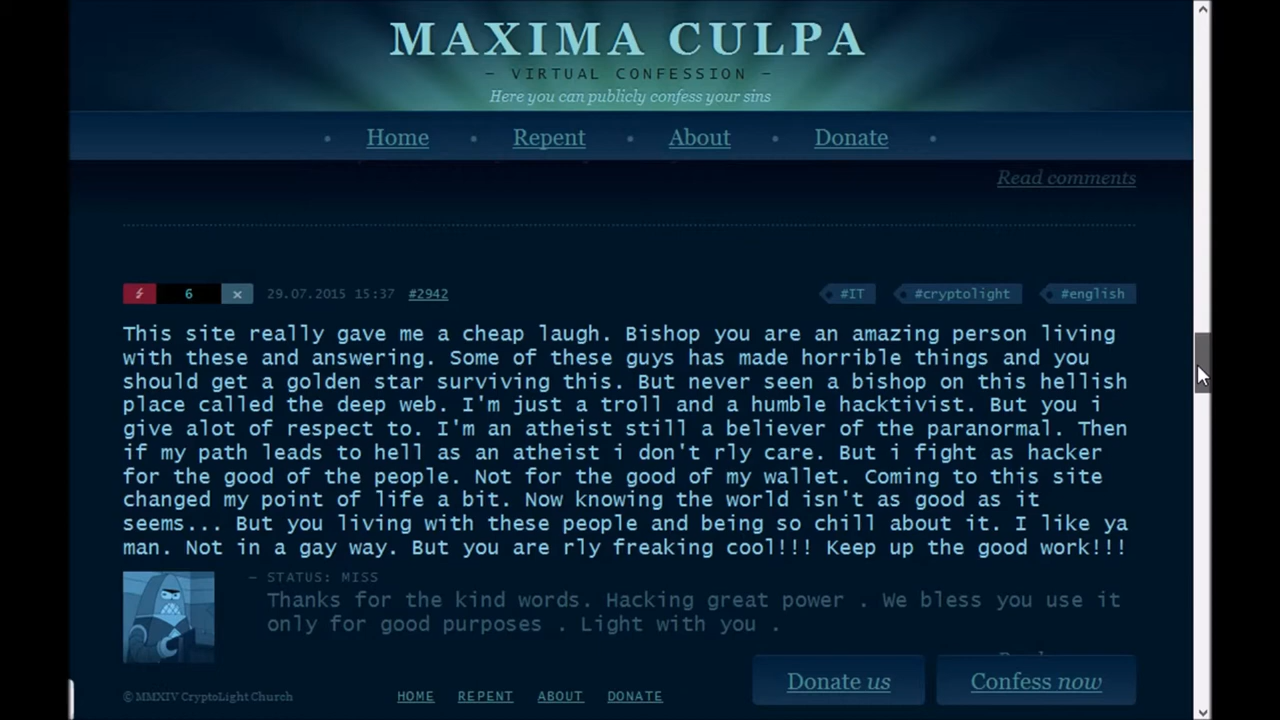 MAXIMA CULPA
– VIRTUAL CONFESSION –
Here you can publicly confess your sins
• Home • Repent • About • Donate •
Read comments
6 29.07.2015 15:37 #2942 #IT #cryptolight #english
This site really gave me a cheap laugh. Bishop you are an amazing person living
with these and answering. Some of these guys has made horrible things and you
should get a golden star surviving this. But never seen a bishop on this hellish
place called the deep web. I'm just a troll and a humble hacktivist. But you i
give alot of respect to. I'm an atheist still a believer of the paranormal. Then
if my path leads to hell as an atheist i don't rly care. But i fight as hacker
for the good of the people. Not for the good of my wallet. Coming to this site
changed my point of life a bit. Now knowing the world isn't as good as it
seems... But you living with these people and being so chill about it. I like ya
man. Not in a gay way. But you are rly freaking cool!!! Keep up the good work!!!
– STATUS: MISS
Thanks for the kind words. Hacking great power . We bless you use it
only for good purposes . Light with you .
Donate us Confess now
© MMXIV CryptoLight Church HOME REPENT ABOUT DONATE